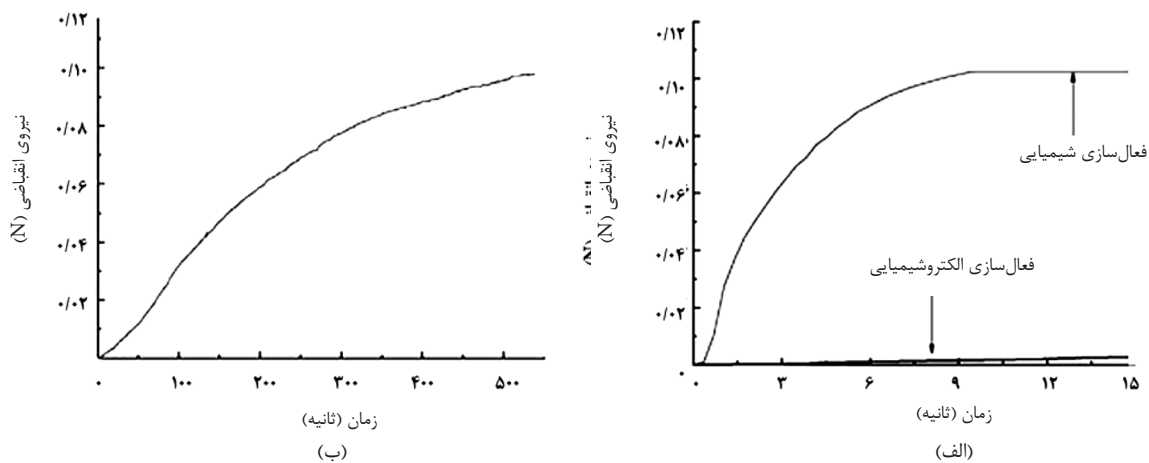 ۰/۱۲
۰/۱۰
۰/۰۸
۰/۰۶
۰/۰۴
۰/۰۲
۰
نیروی انقباضی (N)
فعال‌سازی شیمیایی
فعال‌سازی الکتروشیمیایی
۰ ۳ ۶ ۹ ۱۲ ۱۵
زمان (ثانیه)
(الف)
۰/۱۲
۰/۱۰
۰/۰۸
۰/۰۶
۰/۰۴
۰/۰۲
نیروی انقباضی (N)
۰ ۱۰۰ ۲۰۰ ۳۰۰ ۴۰۰ ۵۰۰
زمان (ثانیه)
(ب)